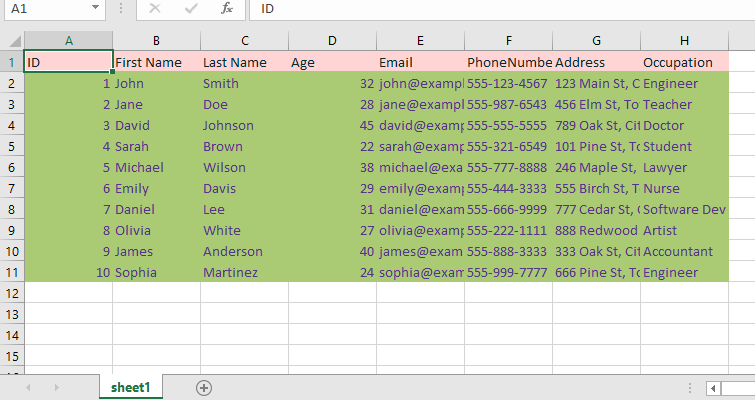 A1 fx ID
A B C D E F G H
1 ID First Name Last Name Age Email PhoneNumbe Address Occupation
2 1 John Smith 32 john@exampl 555-123-4567 123 Main St, C Engineer
3 2 Jane Doe 28 jane@exampl 555-987-6543 456 Elm St, To Teacher
4 3 David Johnson 45 david@examp 555-555-5555 789 Oak St, Cit Doctor
5 4 Sarah Brown 22 sarah@examp 555-321-6549 101 Pine St, To Student
6 5 Michael Wilson 38 michael@exa 555-777-8888 246 Maple St, Lawyer
7 6 Emily Davis 29 emily@examp 555-444-3333 555 Birch St, T Nurse
8 7 Daniel Lee 31 daniel@exam 555-666-9999 777 Cedar St, Software Dev
9 8 Olivia White 27 olivia@examp 555-222-1111 888 Redwood Artist
10 9 James Anderson 40 james@exam 555-888-3333 333 Oak St, Cit Accountant
11 10 Sophia Martinez 24 sophia@exam 555-999-7777 666 Pine St, To Engineer
12
13
14
15
sheet1